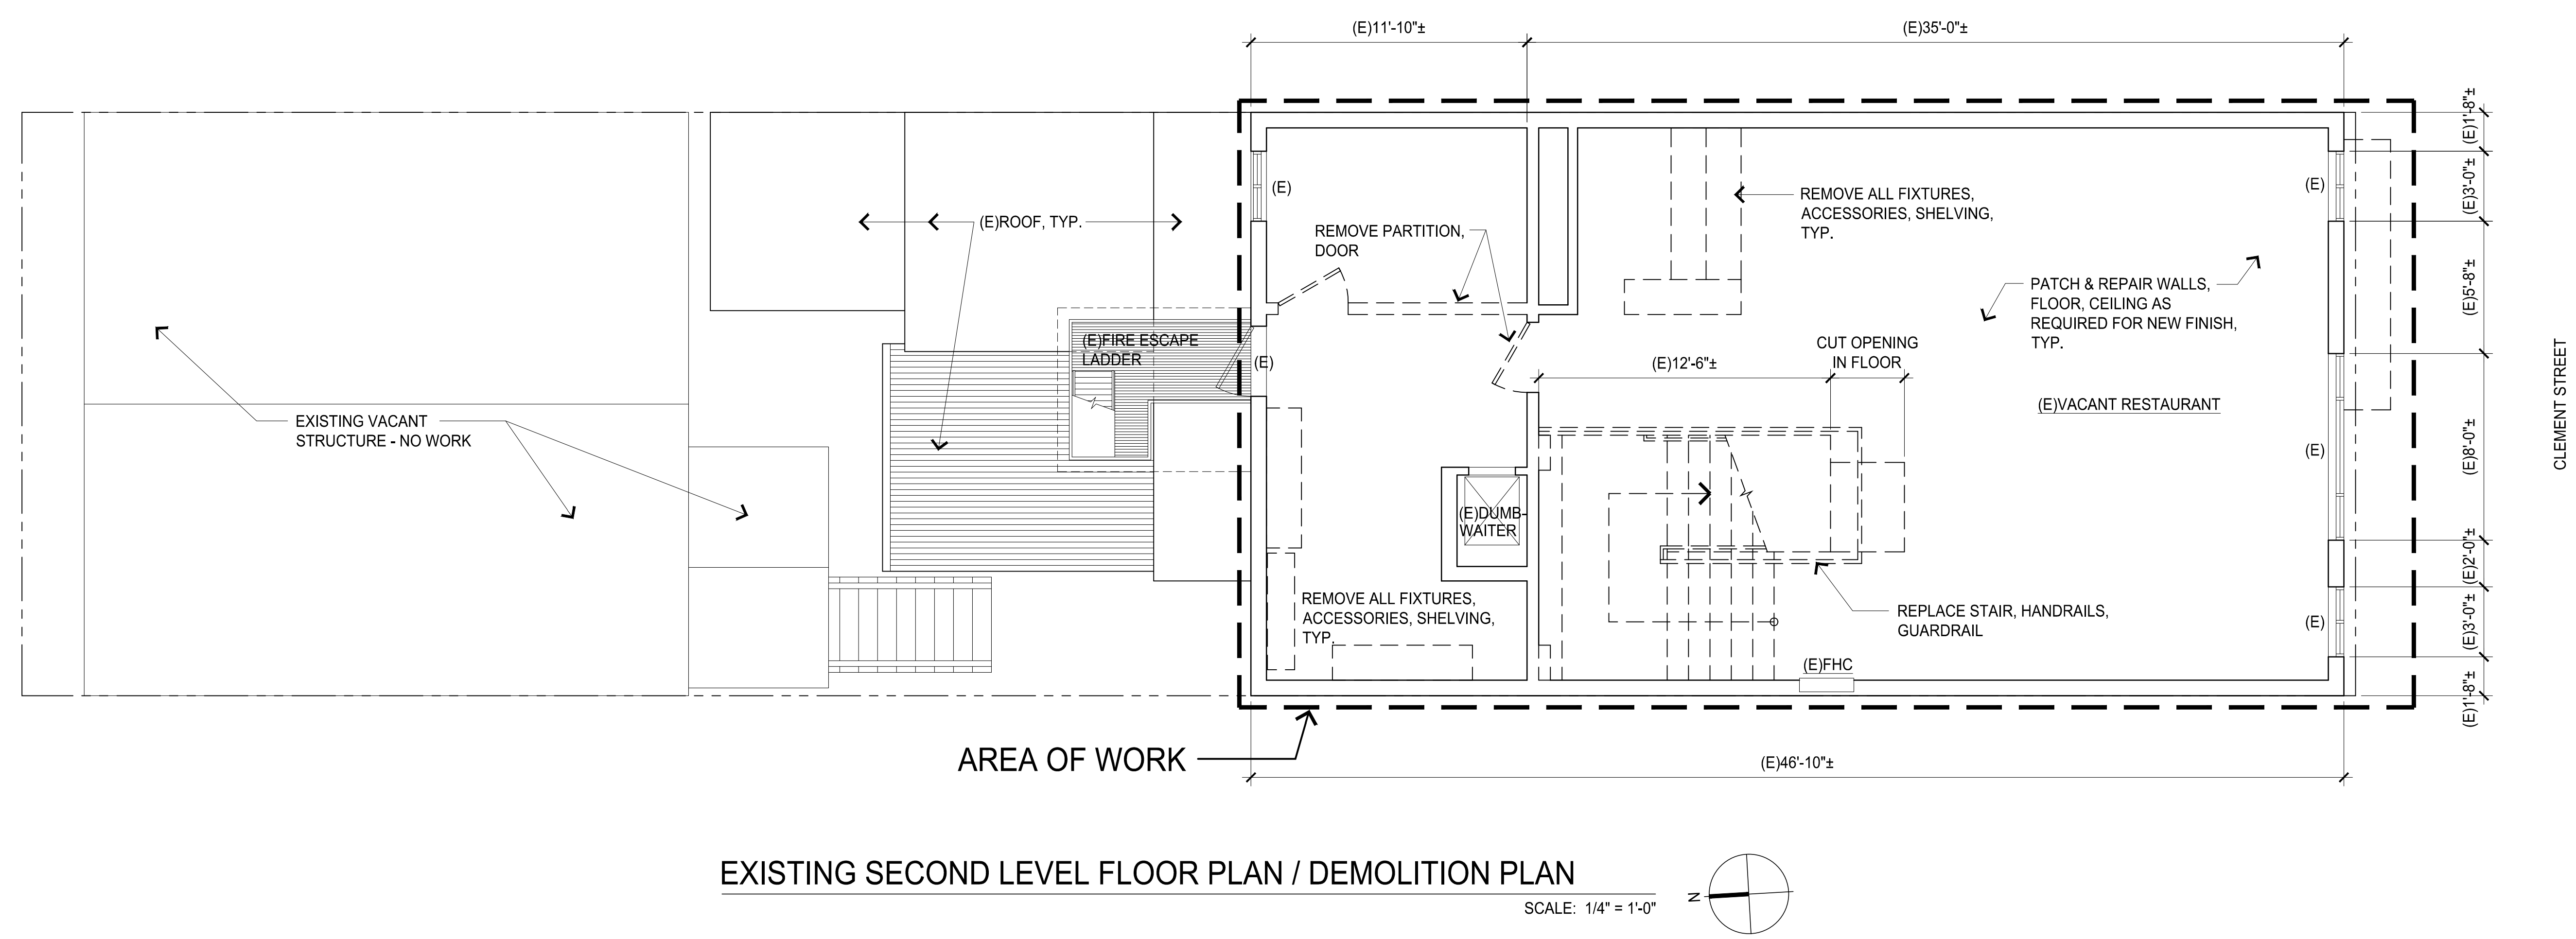 (E)11'-10"±
(E)35'-0"±
(E)1'-8"±
(E)3'-0"±
(E)5'-8"±
(E)8'-0"±
(E)2'-0"±
(E)3'-0"±
(E)1'-8"±
CLEMENT STREET
(E)
(E)
(E)
(E)
(E)
(E)ROOF, TYP.
REMOVE PARTITION,
DOOR
REMOVE ALL FIXTURES,
ACCESSORIES, SHELVING,
TYP.
PATCH & REPAIR WALLS,
FLOOR, CEILING AS
REQUIRED FOR NEW FINISH,
TYP.
(E)FIRE ESCAPE
LADDER
CUT OPENING
IN FLOOR
(E)12'-6"±
(E)VACANT RESTAURANT
EXISTING VACANT
STRUCTURE - NO WORK
(E)DUMB-
WAITER
REMOVE ALL FIXTURES,
ACCESSORIES, SHELVING,
TYP.
REPLACE STAIR, HANDRAILS,
GUARDRAIL
(E)FHC
AREA OF WORK
(E)46'-10"±
EXISTING SECOND LEVEL FLOOR PLAN / DEMOLITION PLAN
SCALE: 1/4" = 1'-0"
N